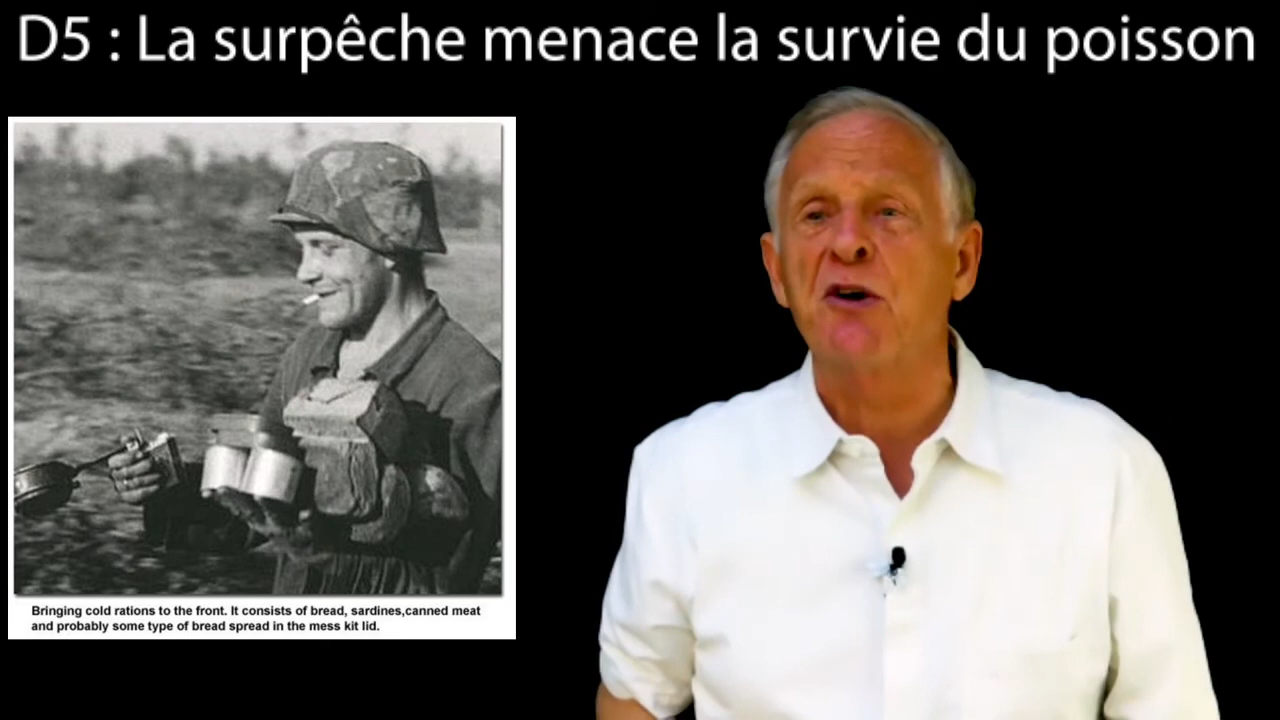 D5 : La surpêche menace la survie du poisson
Bringing cold rations to the front. It consists of bread, sardines,canned meat
and probably some type of bread spread in the mess kit lid.